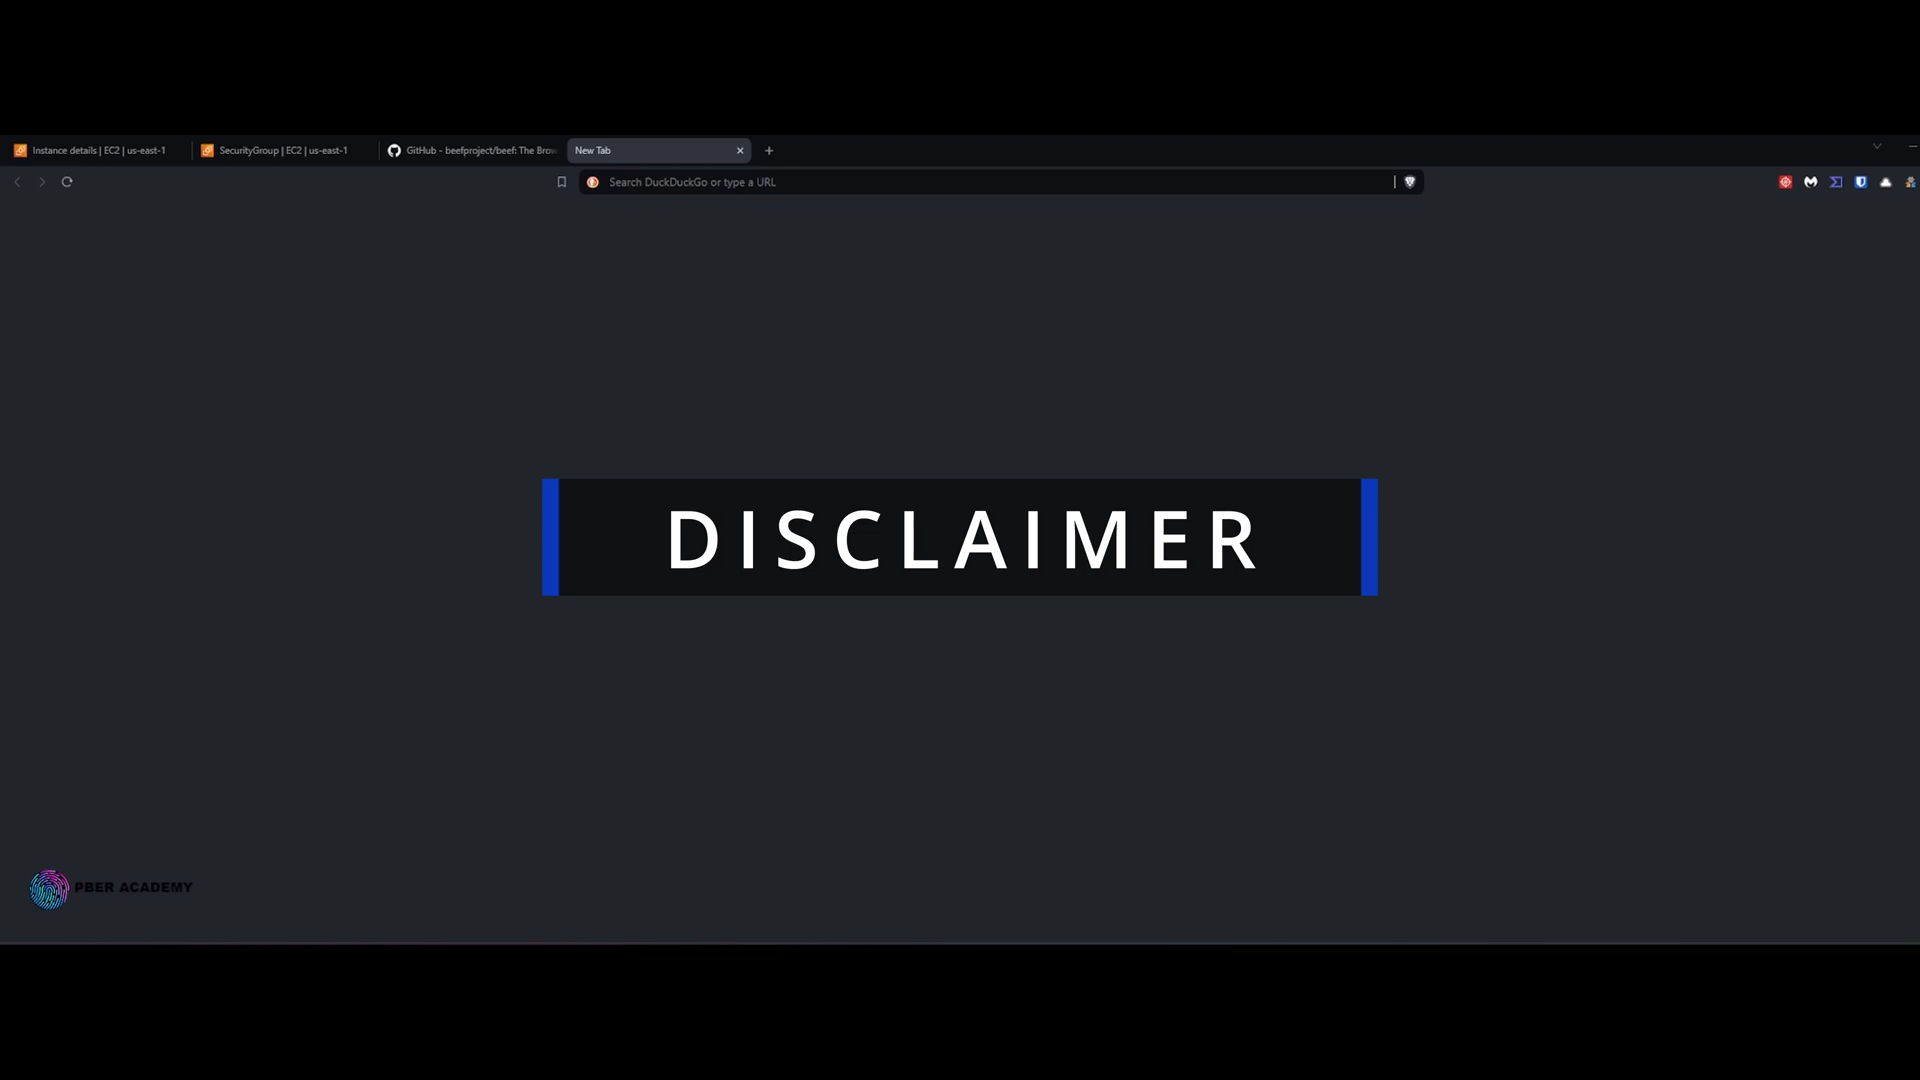 Instance details | EC2 | us-east-1
SecurityGroup | EC2 | us-east-1
GitHub - beefproject/beef: The Brow
New Tab
Search DuckDuckGo or type a URL
DISCLAIMER
PBER ACADEMY